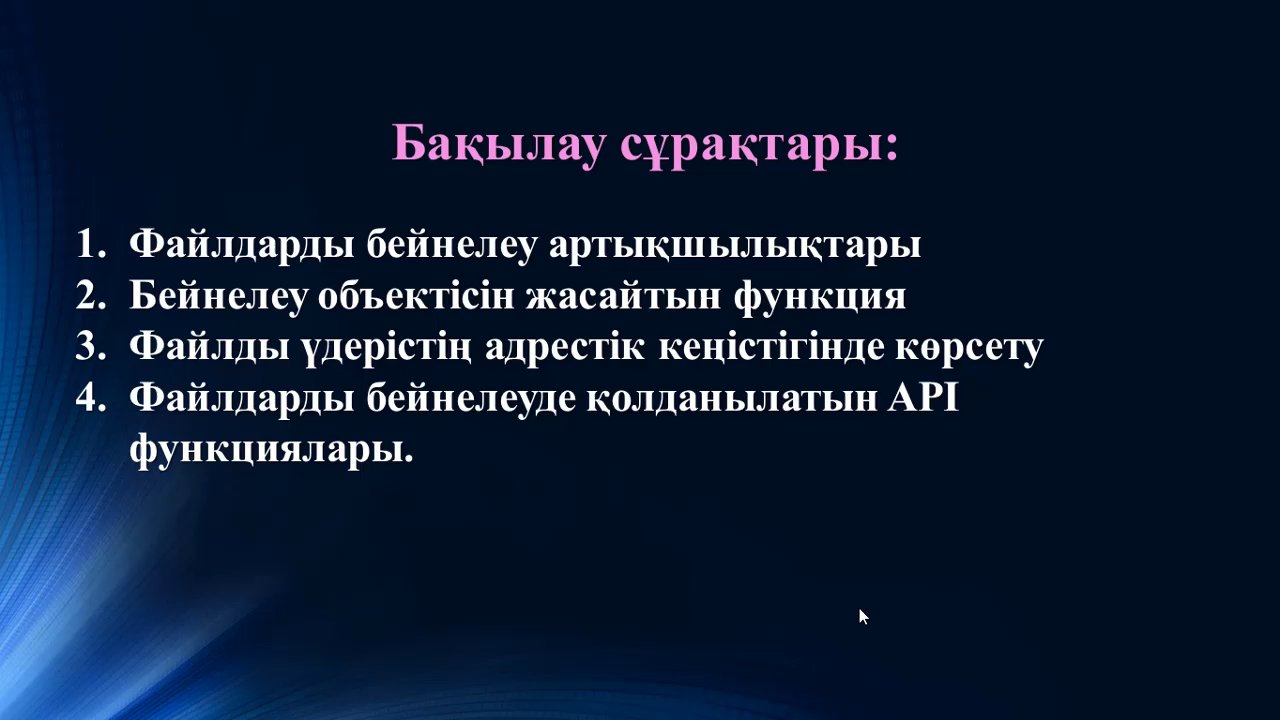 Бақылау сұрақтары:
1. Файлдарды бейнелеу артықшылықтары
2. Бейнелеу объектісін жасайтын функция
3. Файлды үдерістің адрестік кеңістігінде көрсету
4. Файлдарды бейнелеуде қолданылатын API
функциялары.